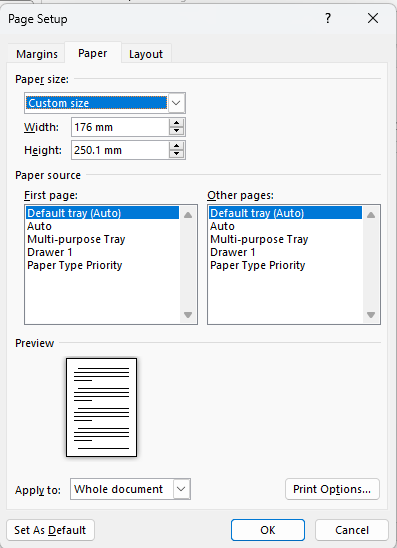 Page Setup
?
Margins
Paper
Layout
Paper size:
Custom size
Width: 176 mm
Height: 250.1 mm
Paper source
First page:
Other pages:
Default tray (Auto)
Default tray (Auto)
Auto
Auto
Multi-purpose Tray
Multi-purpose Tray
Drawer 1
Drawer 1
Paper Type Priority
Paper Type Priority
Preview
Apply to: Whole document
Print Options...
Set As Default
OK
Cancel